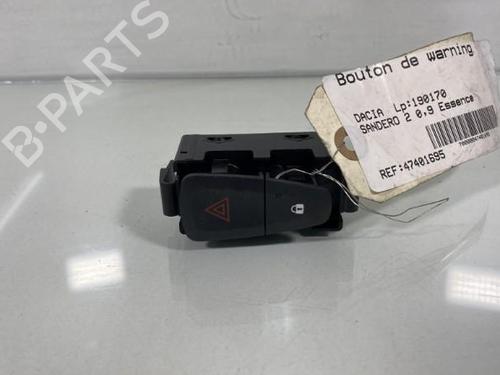 B-PARTS
Bouton de warning
DACIA Lp:190170
SANDERO 2 0.9 Essence
REF:47401695